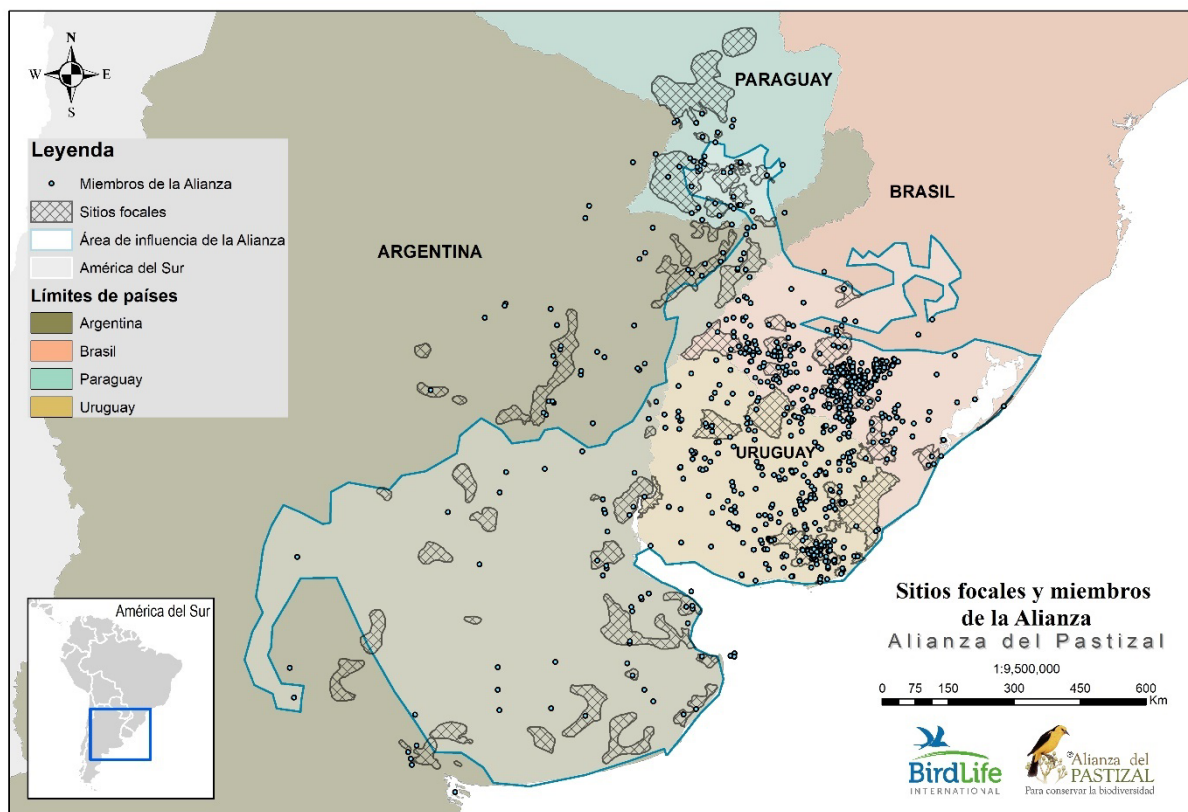 N
W E
S
PARAGUAY
BRASIL
ARGENTINA
URUGUAY
Leyenda
Miembros de la Alianza
Sitios focales
Área de influencia de la Alianza
América del Sur
Límites de países
Argentina
Brasil
Paraguay
Uruguay
América del Sur
Sitios focales y miembros
de la Alianza
Alianza del Pastizal
1:9,500,000
0 75 150 300 450 600
Km
BirdLife
INTERNATIONAL
Alianza del
PASTIZAL
Para conservar la biodiversidad